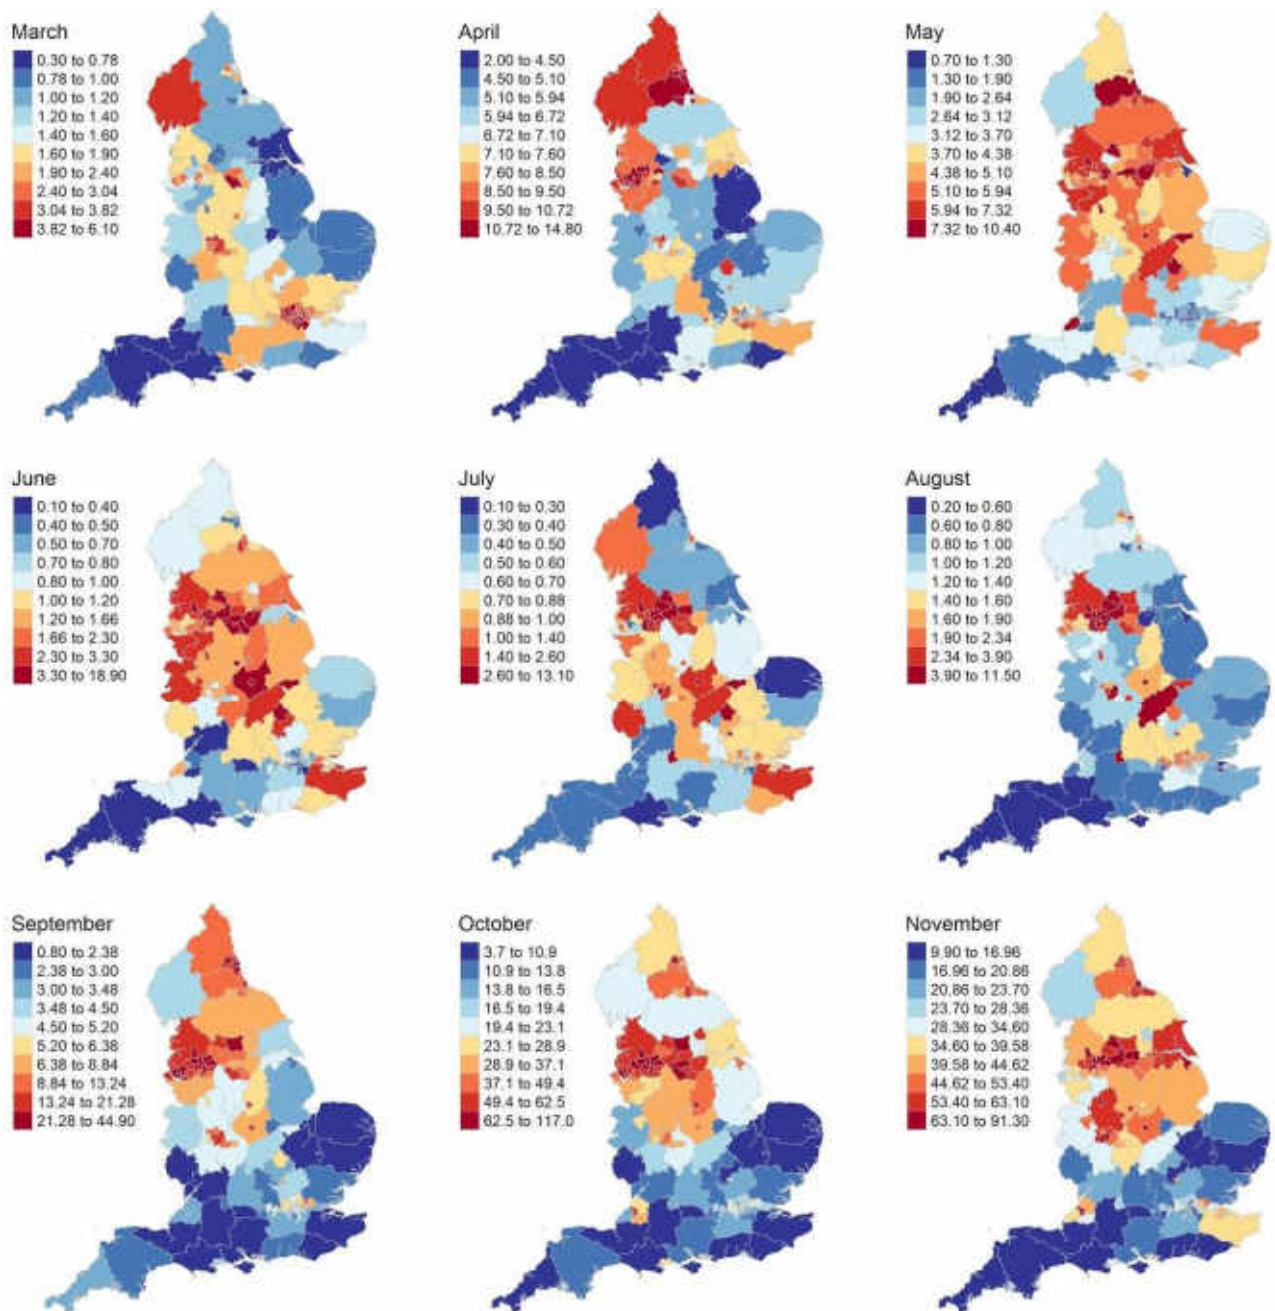 March
0.30 to 0.78
0.78 to 1.00
1.00 to 1.20
1.20 to 1.40
1.40 to 1.60
1.60 to 1.90
1.90 to 2.40
2.40 to 3.04
3.04 to 3.82
3.82 to 6.10
April
2.00 to 4.50
4.50 to 5.10
5.10 to 5.94
5.94 to 6.72
6.72 to 7.10
7.10 to 7.60
7.60 to 8.50
8.50 to 9.50
9.50 to 10.72
10.72 to 14.80
May
0.70 to 1.30
1.30 to 1.90
1.90 to 2.64
2.64 to 3.12
3.12 to 3.70
3.70 to 4.38
4.38 to 5.10
5.10 to 5.94
5.94 to 7.32
7.32 to 10.40
June
0.10 to 0.40
0.40 to 0.50
0.50 to 0.70
0.70 to 0.80
0.80 to 1.00
1.00 to 1.20
1.20 to 1.66
1.66 to 2.30
2.30 to 3.30
3.30 to 18.90
July
0.10 to 0.30
0.30 to 0.40
0.40 to 0.50
0.50 to 0.60
0.60 to 0.70
0.70 to 0.88
0.88 to 1.00
1.00 to 1.40
1.40 to 2.60
2.60 to 13.10
August
0.20 to 0.60
0.60 to 0.80
0.80 to 1.00
1.00 to 1.20
1.20 to 1.40
1.40 to 1.60
1.60 to 1.90
1.90 to 2.34
2.34 to 3.90
3.90 to 11.50
September
0.80 to 2.38
2.38 to 3.00
3.00 to 3.48
3.48 to 4.50
4.50 to 5.20
5.20 to 6.38
6.38 to 8.84
8.84 to 13.24
13.24 to 21.28
21.28 to 44.90
October
3.7 to 10.9
10.9 to 13.8
13.8 to 16.5
16.5 to 19.4
19.4 to 23.1
23.1 to 28.9
28.9 to 37.1
37.1 to 49.4
49.4 to 62.5
62.5 to 117.0
November
9.90 to 16.96
16.96 to 20.86
20.86 to 23.70
23.70 to 28.36
28.36 to 34.60
34.60 to 39.58
39.58 to 44.62
44.62 to 53.40
53.40 to 63.10
63.10 to 91.30